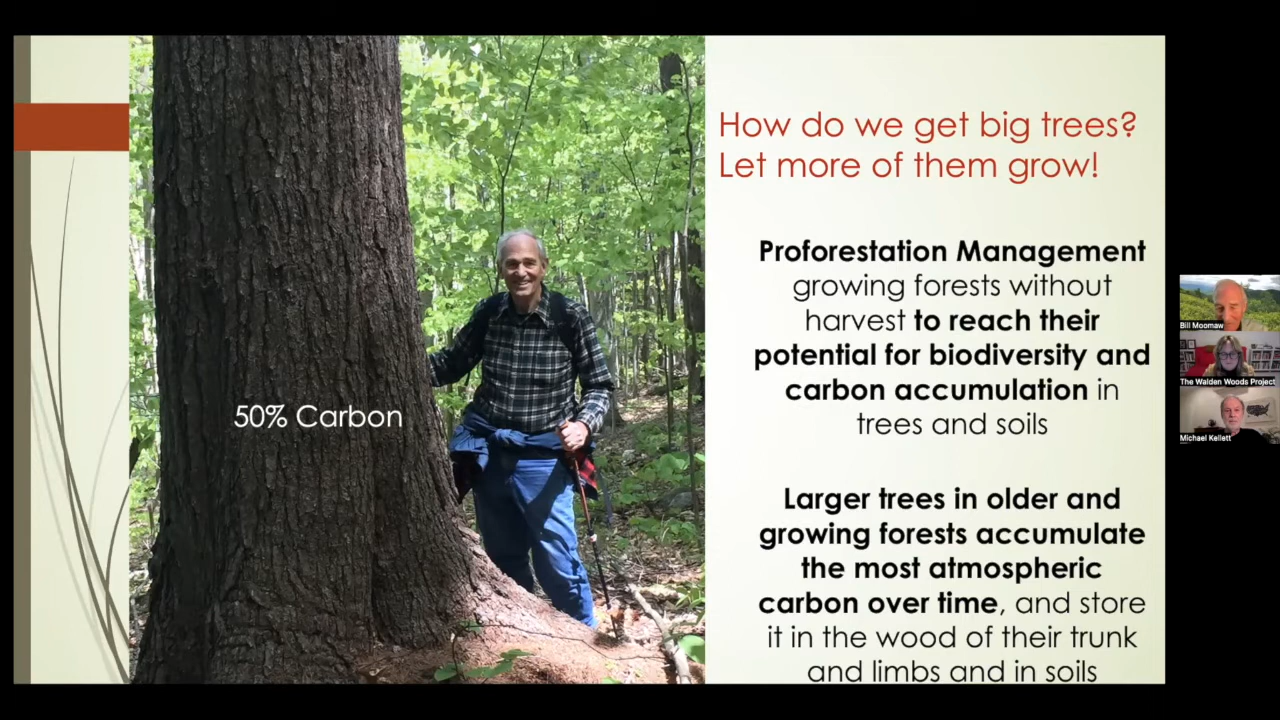 How do we get big trees?
Let more of them grow!
Proforestation Management
growing forests without
harvest to reach their
potential for biodiversity and
carbon accumulation in
trees and soils
Larger trees in older and
growing forests accumulate
the most atmospheric
carbon over time, and store
it in the wood of their trunk
and limbs and in soils
50% Carbon
Bill Moomaw
The Walden Woods Project
Michael Kellett